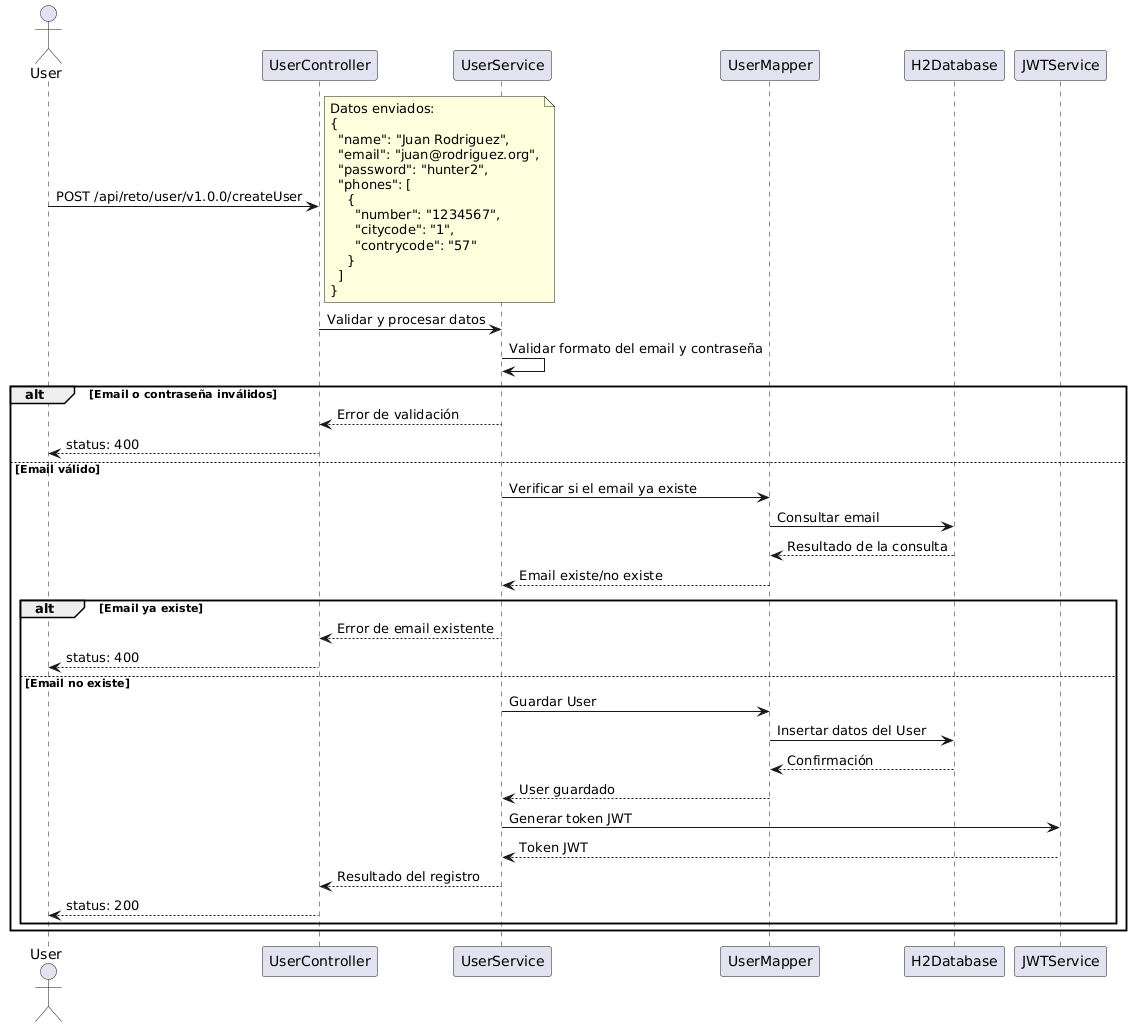 User
UserController
UserService
UserMapper
H2Database
JWTService
Datos enviados:
{
"name": "Juan Rodriguez",
"email": "juan@rodriguez.org",
"password": "hunter2",
"phones": [
{
"number": "1234567",
"citycode": "1",
"contrycode": "57"
}
]
}
POST /api/reto/user/v1.0.0/createUser
Validar y procesar datos
Validar formato del email y contraseña
alt [Email o contraseña inválidos]
Error de validación
status: 400
[Email válido]
Verificar si el email ya existe
Consultar email
Resultado de la consulta
Email existe/no existe
alt [Email ya existe]
Error de email existente
status: 400
[Email no existe]
Guardar User
Insertar datos del User
Confirmación
User guardado
Generar token JWT
Token JWT
Resultado del registro
status: 200
User
UserController
UserService
UserMapper
H2Database
JWTService